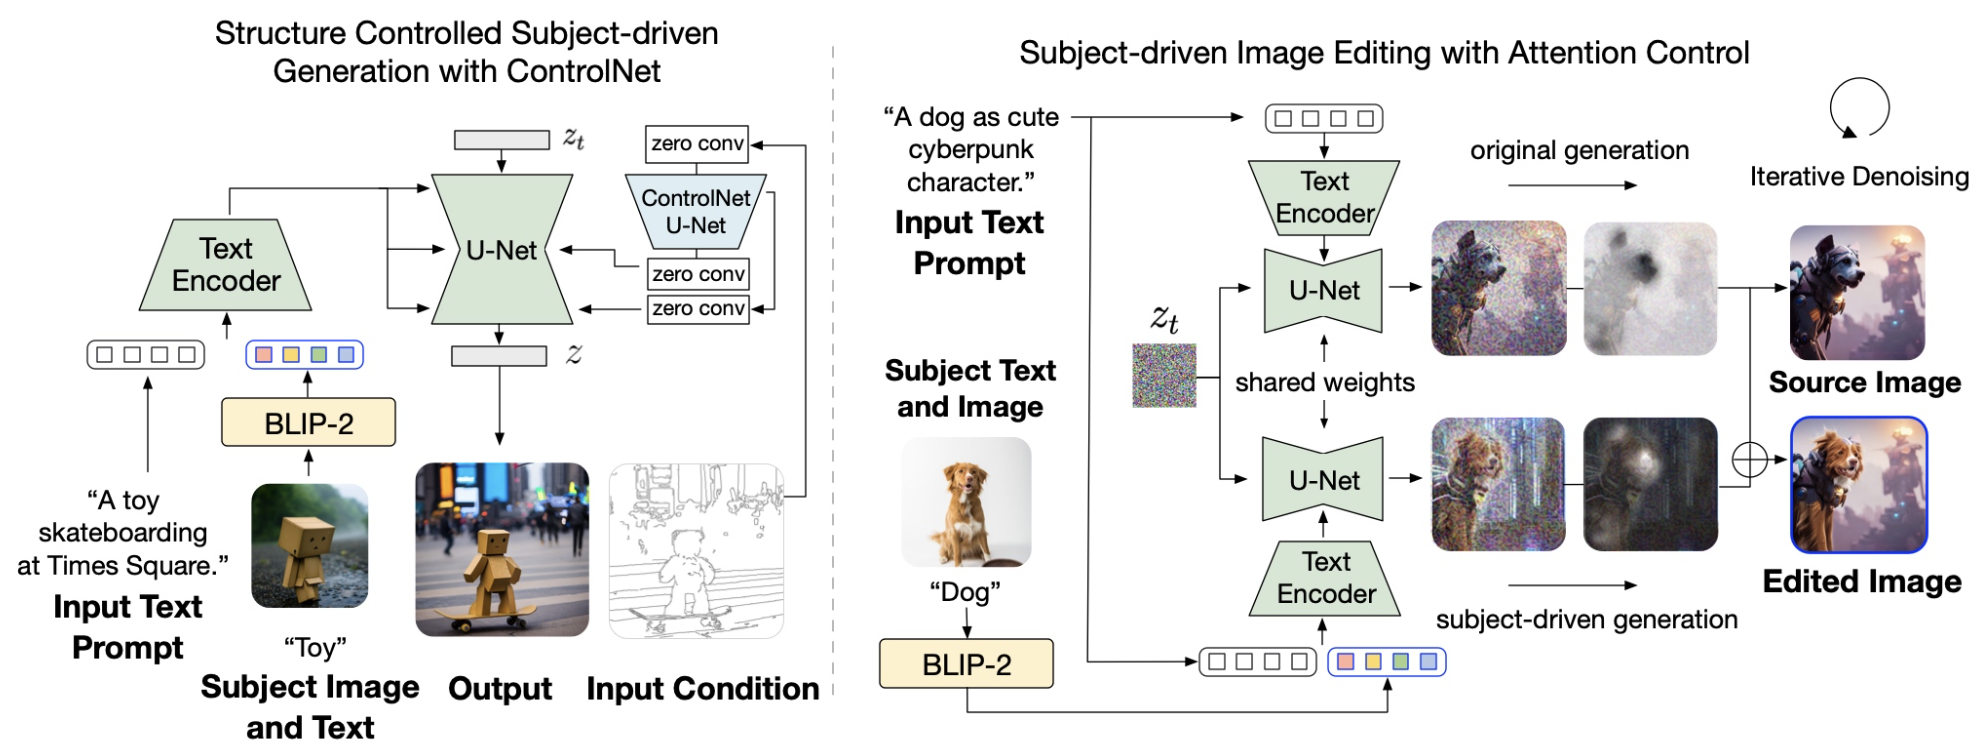 Structure Controlled Subject-driven
Generation with ControlNet
z_t
zero conv
ControlNet
U-Net
zero conv
zero conv
U-Net
Text
Encoder
z
BLIP-2
“A toy
skateboarding
at Times Square.”
Input Text
Prompt
“Toy”
Subject Image
and Text
Output
Input Condition
Subject-driven Image Editing with Attention Control
“A dog as cute
cyberpunk
character.”
Input Text
Prompt
Text
Encoder
original generation
Iterative Denoising
U-Net
z_t
shared weights
Source Image
Subject Text
and Image
U-Net
Text
Encoder
“Dog”
BLIP-2
subject-driven generation
Edited Image